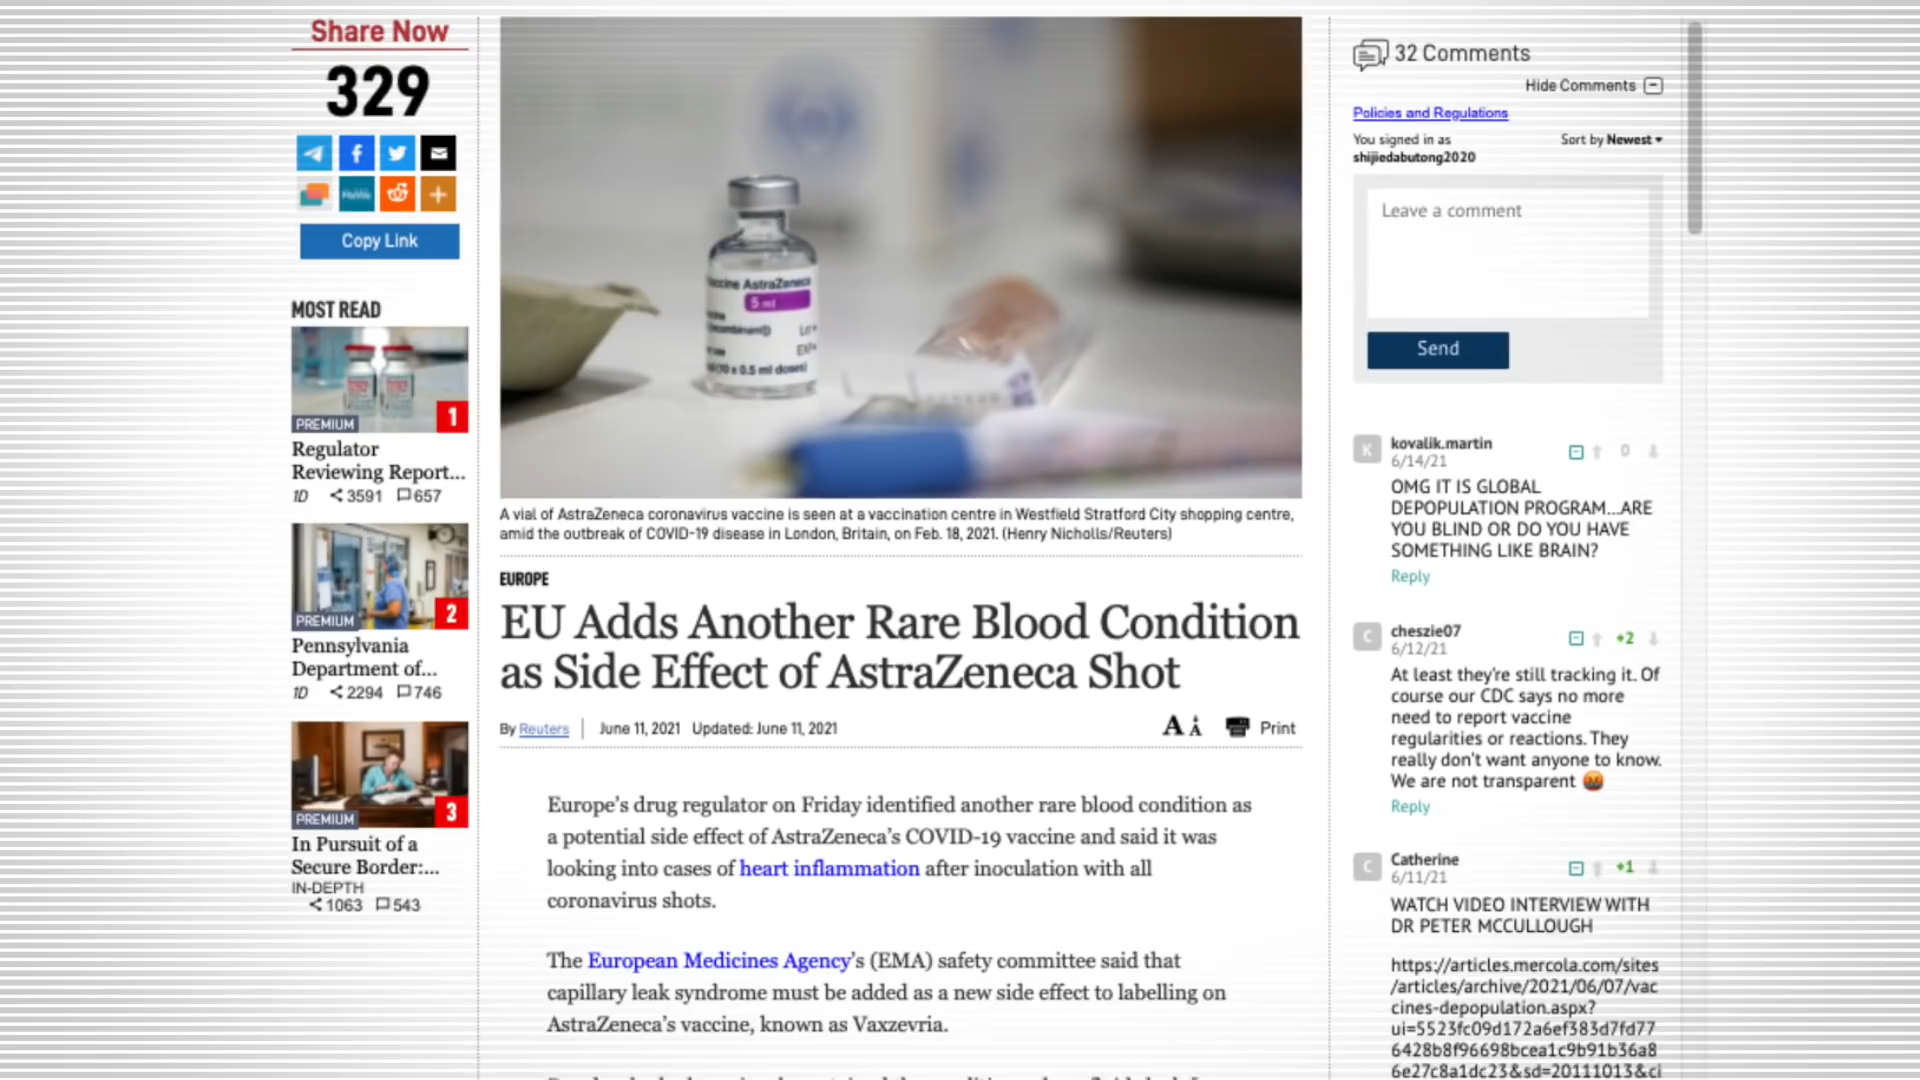 Share Now
329
Copy Link
MOST READ
PREMIUM
1
Regulator
Reviewing Report...
1D 3591 657
PREMIUM
2
Pennsylvania
Department of...
1D 2294 746
PREMIUM
3
In Pursuit of a
Secure Border:...
IN-DEPTH
1063 543
Vaccine AstraZeneca
5 ml
(10 x 0.5 ml doses)
A vial of AstraZeneca coronavirus vaccine is seen at a vaccination centre in Westfield Stratford City shopping centre,
amid the outbreak of COVID-19 disease in London, Britain, on Feb. 18, 2021. (Henry Nicholls/Reuters)
EUROPE
EU Adds Another Rare Blood Condition
as Side Effect of AstraZeneca Shot
By Reuters | June 11, 2021 Updated: June 11, 2021
A A Print
Europe's drug regulator on Friday identified another rare blood condition as
a potential side effect of AstraZeneca's COVID-19 vaccine and said it was
looking into cases of heart inflammation after inoculation with all
coronavirus shots.
The European Medicines Agency's (EMA) safety committee said that
capillary leak syndrome must be added as a new side effect to labelling on
AstraZeneca's vaccine, known as Vaxzevria.
32 Comments
Hide Comments
Policies and Regulations
You signed in as
shijiedabutong2020
Sort by Newest
Leave a comment
Send
K
kovalik.martin
6/14/21
0
OMG IT IS GLOBAL
DEPOPULATION PROGRAM...ARE
YOU BLIND OR DO YOU HAVE
SOMETHING LIKE BRAIN?
Reply
C
cheszie07
6/12/21
+2
At least they're still tracking it. Of
course our CDC says no more
need to report vaccine
regularities or reactions. They
really don't want anyone to know.
We are not transparent 🤬
Reply
C
Catherine
6/11/21
+1
WATCH VIDEO INTERVIEW WITH
DR PETER MCCULLOUGH
https://articles.mercola.com/sites
/articles/archive/2021/06/07/vac
cines-depopulation.aspx?
ui=5523fc09d172a6ef383d7fd77
6428b8f96698bcea1c9b91b36a8
6e27c8a1dc23&sd=20111013&ci